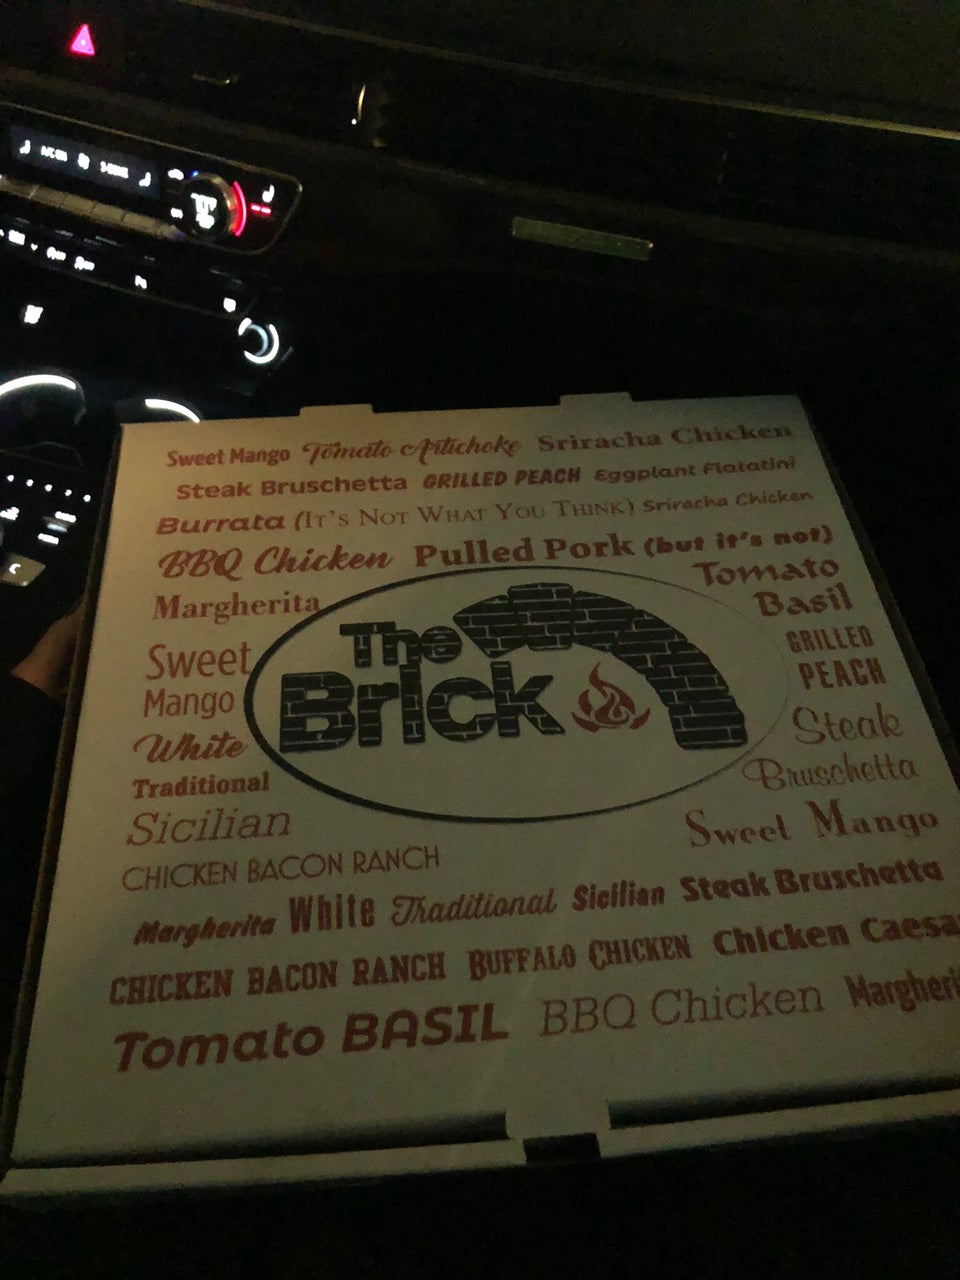 Sweet Mango Tomato Artichoke Sriracha Chicken
Steak Bruschetta GRILLED PEACH Eggplant Flatatini
Burrata (IT'S NOT WHAT YOU THINK) Sriracha Chicken
BBQ Chicken Pulled Pork (but it's not)
Margherita
Tomato
Basil
The
Brick
Sweet
Mango
GRILLED
PEACH
White
Steak
Traditional
Bruschetta
Sicilian
Sweet Mango
CHICKEN BACON RANCH
Margherita White Traditional Sicilian Steak Bruschetta
CHICKEN BACON RANCH BUFFALO CHICKEN Chicken Caesa
Tomato BASIL BBQ Chicken Margheri